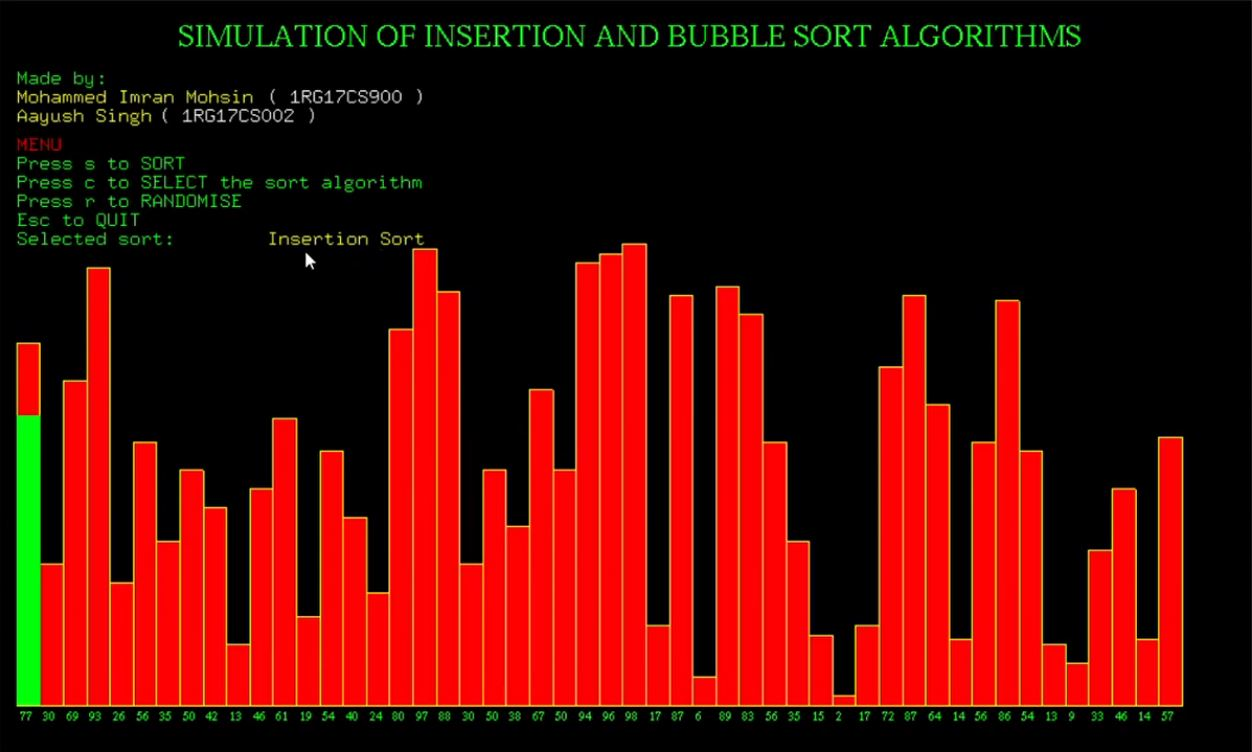 SIMULATION OF INSERTION AND BUBBLE SORT ALGORITHMS
Made by:
Mohammed Imran Mohsin ( 1RG17CS900 )
Aayush Singh ( 1RG17CS002 )
MENU
Press s to SORT
Press c to SELECT the sort algorithm
Press r to RANDOMISE
Esc to QUIT
Selected sort: Insertion Sort
77 30 69 93 26 56 35 50 42 13 46 61 19 54 40 24 80 97 88 30 50 38 67 50 94 96 98 17 87 6 89 83 56 35 15 2 17 72 87 64 14 56 86 54 13 9 33 46 14 57